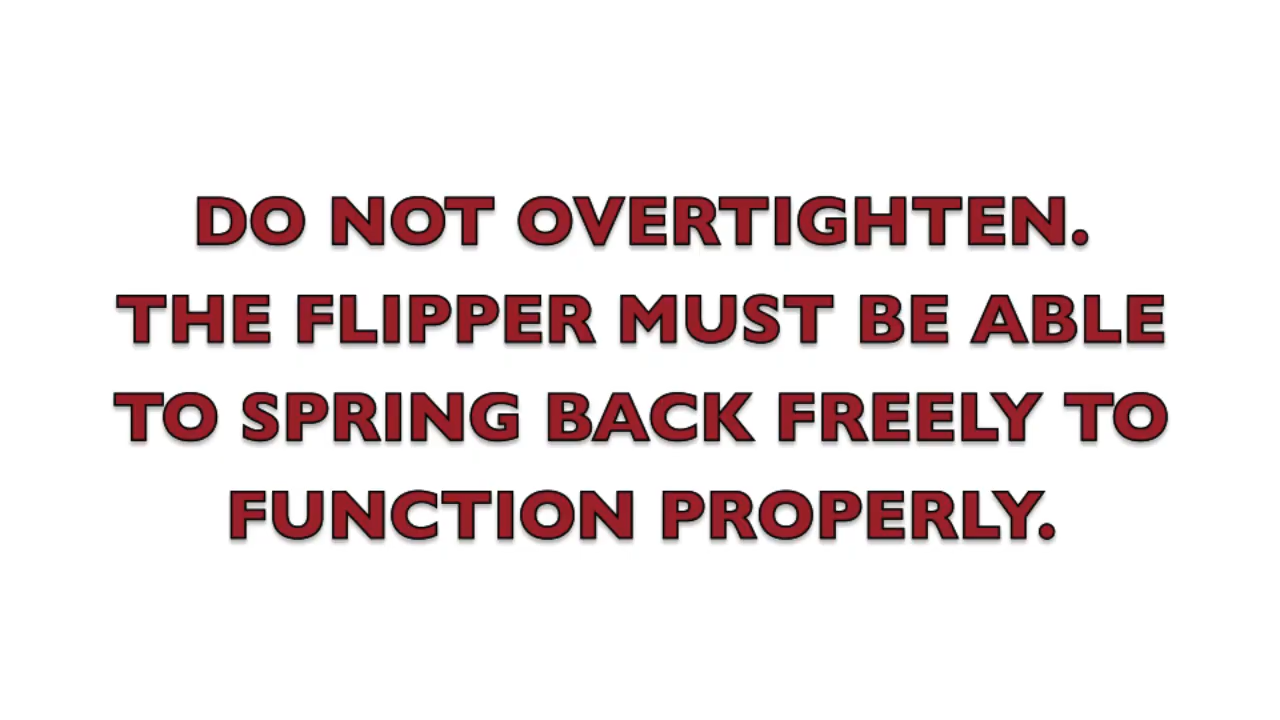 DO NOT OVERTIGHTEN.
THE FLIPPER MUST BE ABLE
TO SPRING BACK FREELY TO
FUNCTION PROPERLY.